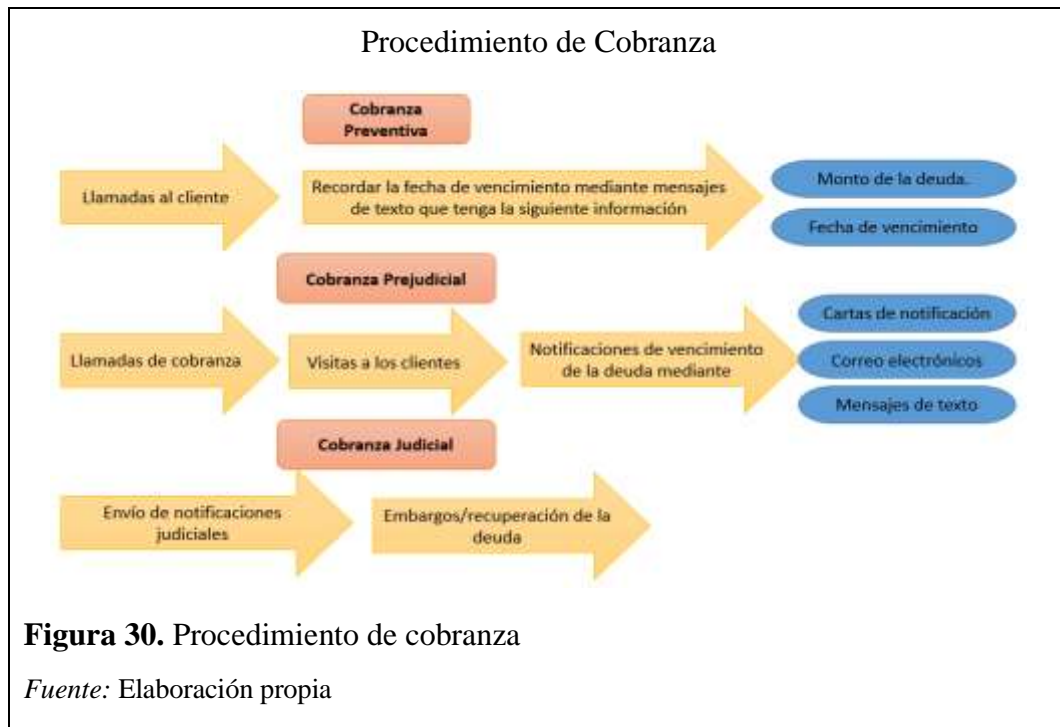 Procedimiento de Cobranza
Cobranza
Preventiva
Llamadas al cliente
Recordar la fecha de vencimiento mediante mensajes
de texto que tenga la siguiente información
Monto de la deuda.
Fecha de vencimiento
Cobranza Prejudicial
Llamadas de cobranza
Visitas a los clientes
Notificaciones de vencimiento
de la deuda mediante
Cartas de notificación
Correo electrónicos
Mensajes de texto
Cobranza Judicial
Envío de notificaciones
judiciales
Embargos/recuperación de la
deuda
Figura 30. Procedimiento de cobranza
Fuente: Elaboración propia